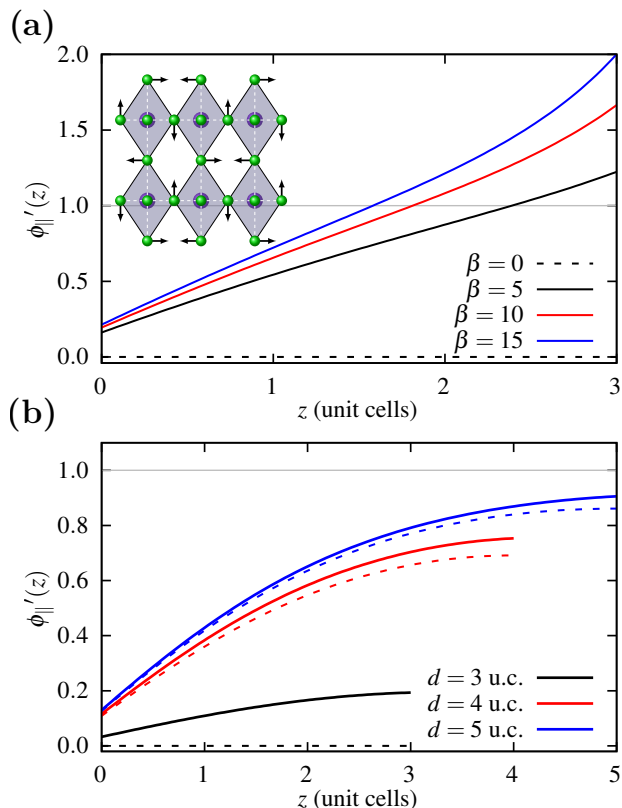 (a)
2.0
1.5
1.0
0.5
0.0
ϕ∥′(z)
β = 0
β = 5
β = 10
β = 15
0 1 2 3
z (unit cells)
(b)
1.0
0.8
0.6
0.4
0.2
0.0
ϕ∥′(z)
d = 3 u.c.
d = 4 u.c.
d = 5 u.c.
0 1 2 3 4 5
z (unit cells)